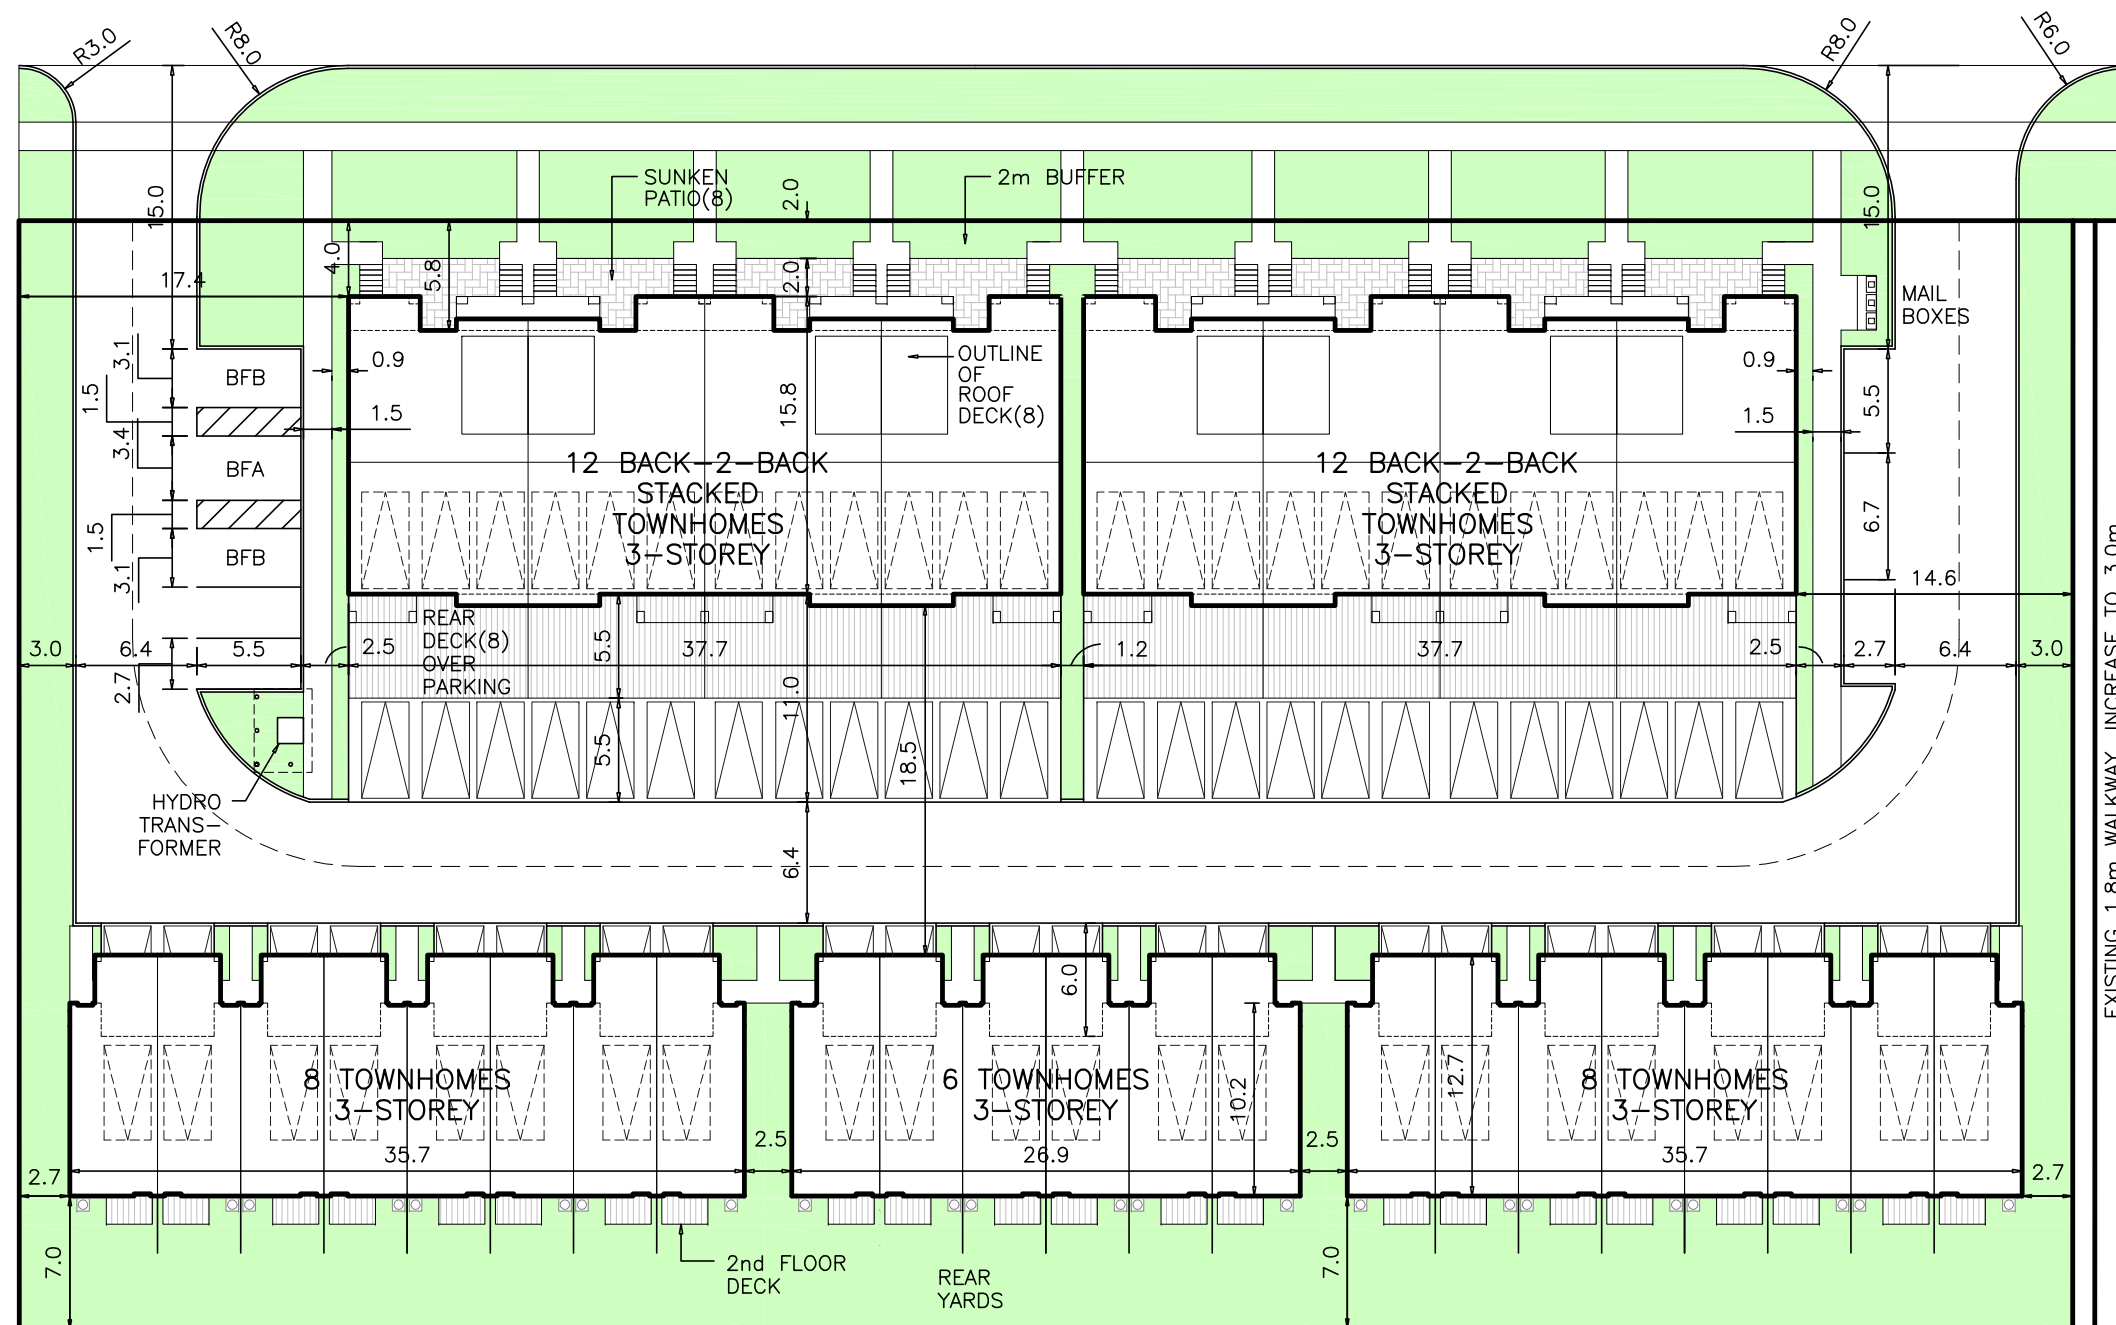 R3.0
R8.0
R8.0
R6.0
15.0
SUNKEN
PATIO(8)
2.0
2m BUFFER
15.0
4.0
5.8
2.0
17.4
MAIL
BOXES
3.1
BFB
0.9
OUTLINE
OF
ROOF
DECK(8)
0.9
1.5
1.5
15.8
1.5
5.5
3.4
BFA
12 BACK-2-BACK
STACKED
TOWNHOMES
3-STOREY
12 BACK-2-BACK
STACKED
TOWNHOMES
3-STOREY
6.7
1.5
BFB
3.1
14.6
REAR
DECK(8)
OVER
PARKING
3.0
6.4
5.5
2.5
5.5
37.7
1.2
37.7
2.5
2.7
6.4
3.0
2.7
11.0
5.5
18.5
HYDRO
TRANS-
FORMER
6.4
EXISTING 1.8m WALKWAY INCREASE TO 3.0m
6.0
8 TOWNHOMES
3-STOREY
6 TOWNHOMES
3-STOREY
10.2
12.7
8 TOWNHOMES
3-STOREY
2.7
35.7
2.5
26.9
2.5
35.7
2.7
7.0
2nd FLOOR
DECK
REAR
YARDS
7.0